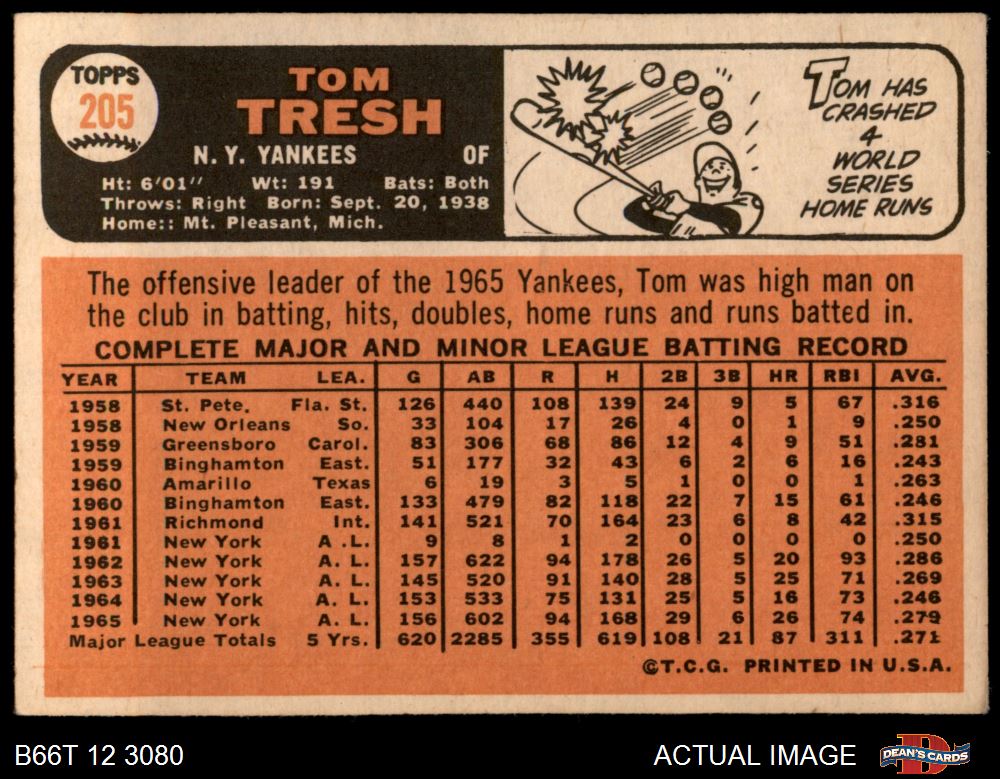 TOPPS
205
TOM
TRESH
N. Y. YANKEES OF
Ht: 6'01" Wt: 191 Bats: Both
Throws: Right Born: Sept. 20, 1938
Home:: Mt. Pleasant, Mich.
TOM HAS
CRASHED
4
WORLD
SERIES
HOME RUNS
The offensive leader of the 1965 Yankees, Tom was high man on
the club in batting, hits, doubles, home runs and runs batted in.
COMPLETE MAJOR AND MINOR LEAGUE BATTING RECORD
YEAR TEAM LEA. G AB R H 2B 3B HR RBI AVG.
1958 St. Pete. Fla. St. 126 440 108 139 24 9 5 67 .316
1958 New Orleans So. 33 104 17 26 4 0 1 9 .250
1959 Greensboro Carol. 83 306 68 86 12 4 9 51 .281
1959 Binghamton East. 51 177 32 43 6 2 6 16 .243
1960 Amarillo Texas 6 19 3 5 1 0 0 1 .263
1960 Binghamton East. 133 479 82 118 22 7 15 61 .246
1961 Richmond Int. 141 521 70 164 23 6 8 42 .315
1961 New York A .L. 9 8 1 2 0 0 0 0 .250
1962 New York A. L. 157 622 94 178 26 5 20 93 .286
1963 New York A. L. 145 520 91 140 28 5 25 71 .269
1964 New York A. L. 153 533 75 131 25 5 16 73 .246
1965 New York A. L. 156 602 94 168 29 6 26 74 .279
Major League Totals 5 Yrs. 620 2285 355 619 108 21 87 311 .271
©T.C.G. PRINTED IN U.S.A.
B66T 12 3080
ACTUAL IMAGE
DEAN'S CARDS